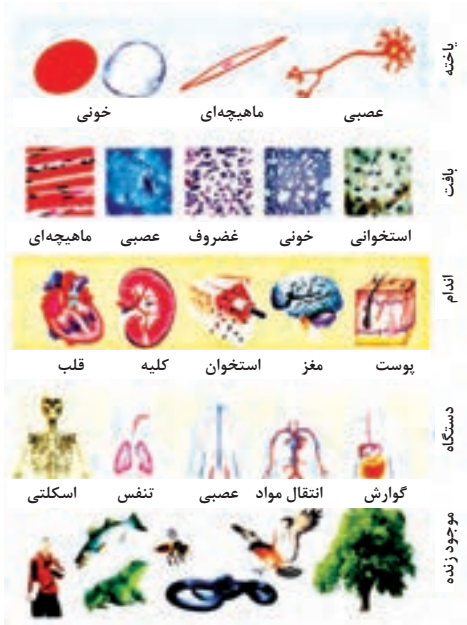 یاخته
عصبی ماهیچه‌ای خونی
بافت
استخوانی خونی غضروف عصبی ماهیچه‌ای
اندام
پوست مغز استخوان کلیه قلب
دستگاه
گوارش انتقال مواد عصبی تنفس اسکلتی
موجود زنده